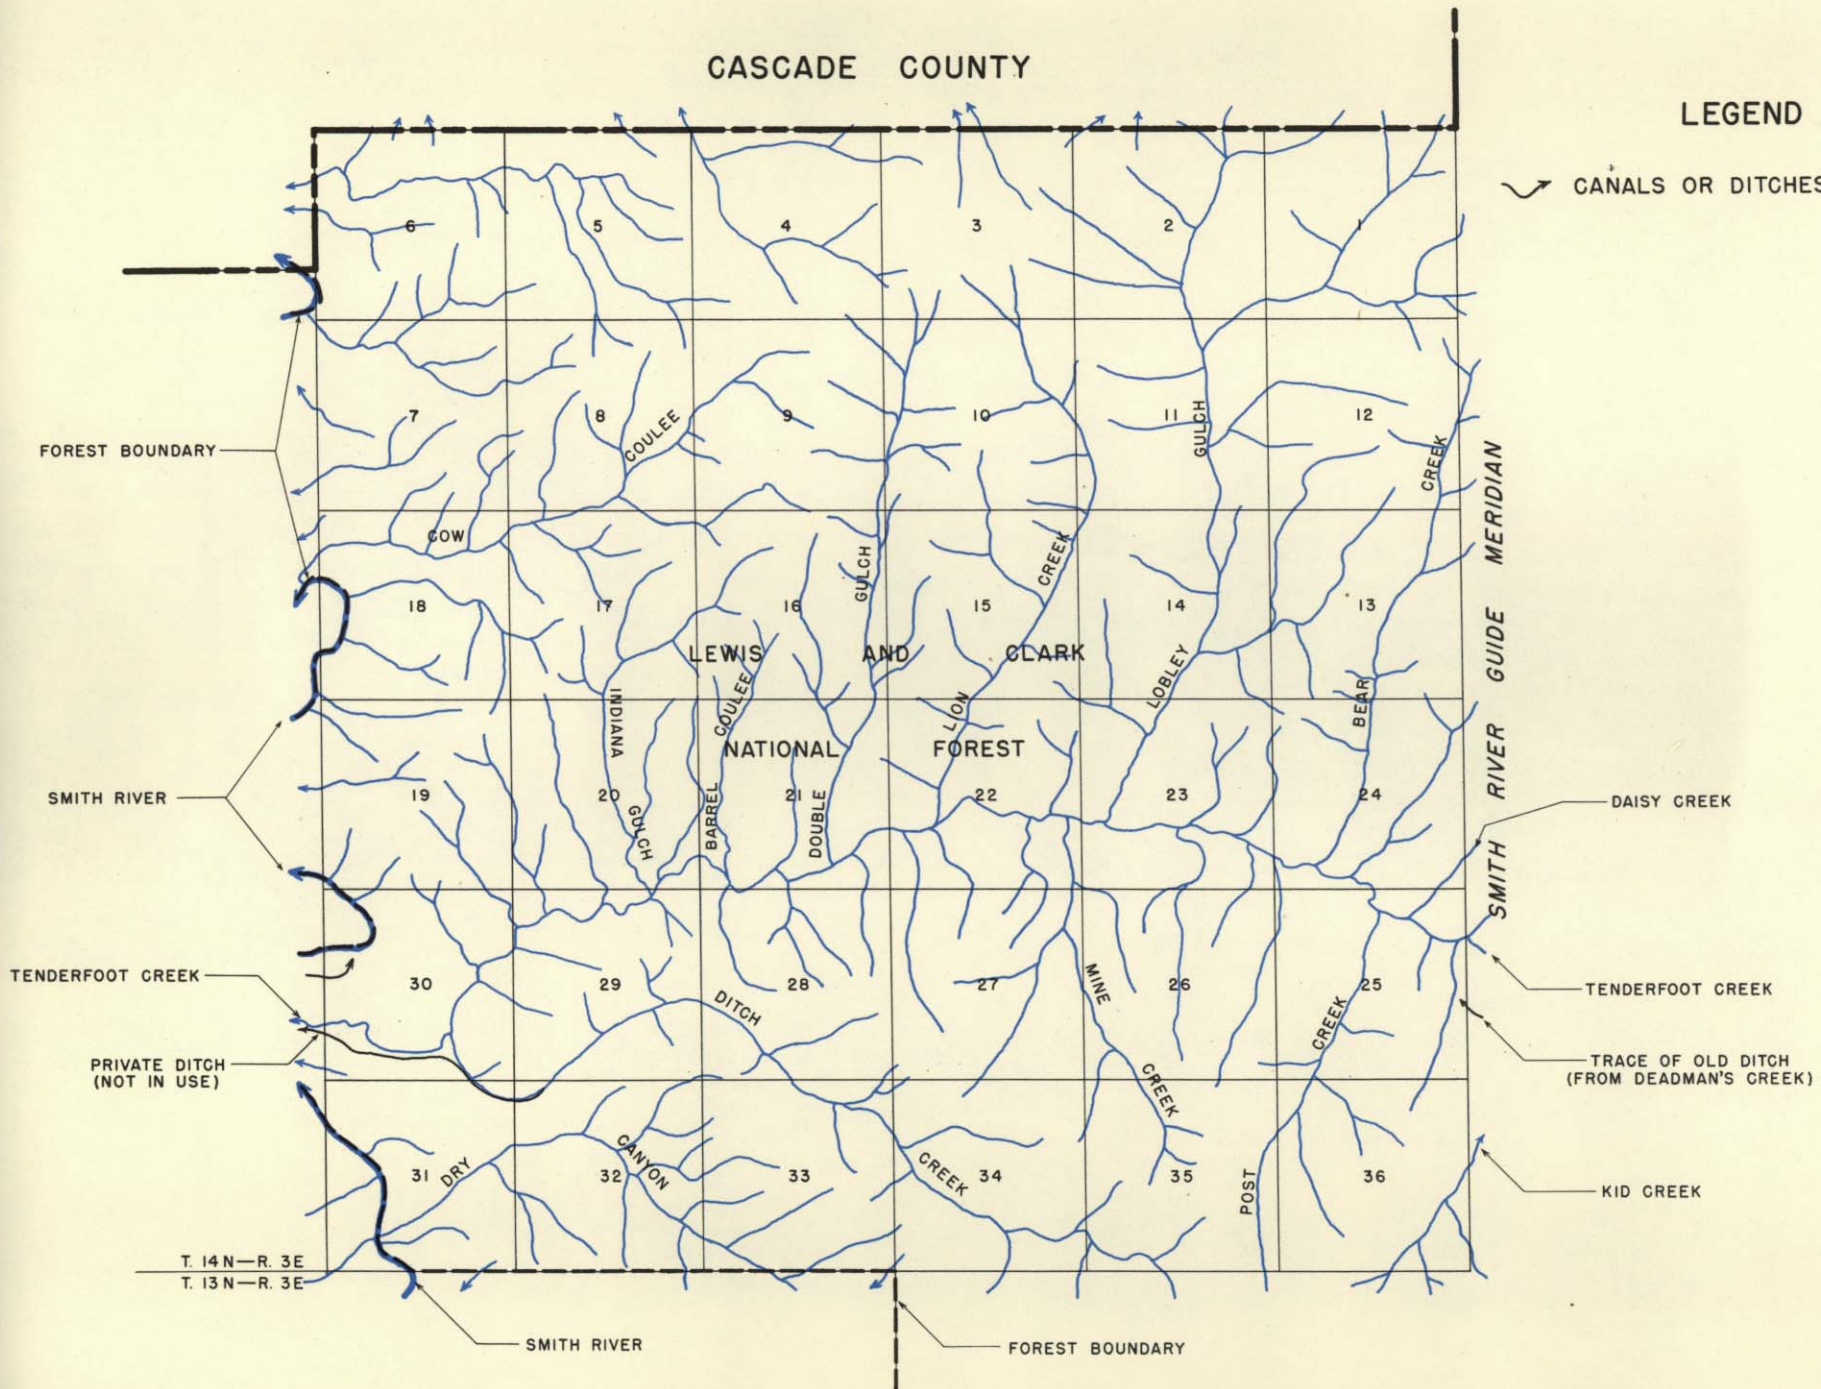 CASCADE COUNTY
LEGEND
CANALS OR DITCHES
6
5
4
3
2
1
FOREST BOUNDARY
7
8
COULEE
9
10
11
GULCH
12
CREEK
SMITH RIVER GUIDE MERIDIAN
COW
18
17
16
GULCH
15
CREEK
14
13
LEWIS AND CLARK
NATIONAL FOREST
INDIANA
GULCH
BARREL
COULEE
DOUBLE
LION
LOBLEY
BEAR
SMITH RIVER
19
20
21
22
23
24
DAISY CREEK
TENDERFOOT CREEK
30
29
28
27
26
25
DITCH
CREEK
MINE
CREEK
POST
CREEK
TENDERFOOT CREEK
PRIVATE DITCH
(NOT IN USE)
TRACE OF OLD DITCH
(FROM DEADMAN'S CREEK)
31
DRY
CANYON
32
33
34
35
36
KID CREEK
T. 14 N—R. 3E
T. 13 N—R. 3E
SMITH RIVER
FOREST BOUNDARY